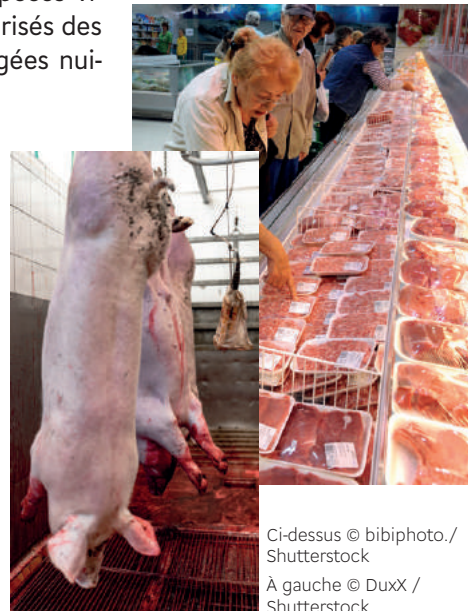 risés des
gées nui-
Ci-dessus © bibiphoto./
Shutterstock
À gauche © DuxX /
Shutterstock